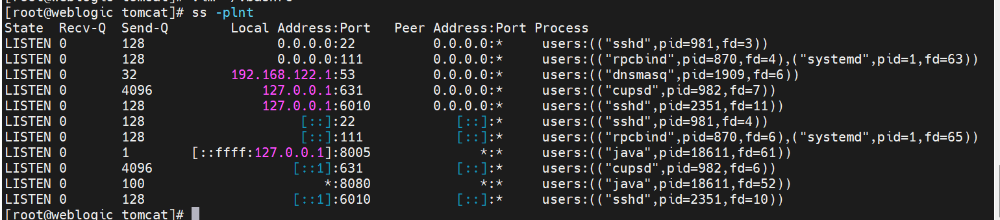 [root@weblogic tomcat]# ss -plnt
State Recv-Q Send-Q Local Address:Port Peer Address:Port Process
LISTEN 0 128 0.0.0.0:22 0.0.0.0:* users:(("sshd",pid=981,fd=3))
LISTEN 0 128 0.0.0.0:111 0.0.0.0:* users:(("rpcbind",pid=870,fd=4),("systemd",pid=1,fd=63))
LISTEN 0 32 192.168.122.1:53 0.0.0.0:* users:(("dnsmasq",pid=1909,fd=6))
LISTEN 0 4096 127.0.0.1:631 0.0.0.0:* users:(("cupsd",pid=982,fd=7))
LISTEN 0 128 127.0.0.1:6010 0.0.0.0:* users:(("sshd",pid=2351,fd=11))
LISTEN 0 128 [::]:22 [::]:* users:(("sshd",pid=981,fd=4))
LISTEN 0 128 [::]:111 [::]:* users:(("rpcbind",pid=870,fd=6),("systemd",pid=1,fd=65))
LISTEN 0 1 [::ffff:127.0.0.1]:8005 *:* users:(("java",pid=18611,fd=61))
LISTEN 0 4096 [::1]:631 [::]:* users:(("cupsd",pid=982,fd=6))
LISTEN 0 100 *:8080 *:* users:(("java",pid=18611,fd=52))
LISTEN 0 128 [::1]:6010 [::]:* users:(("sshd",pid=2351,fd=10))
[root@weblogic tomcat]#